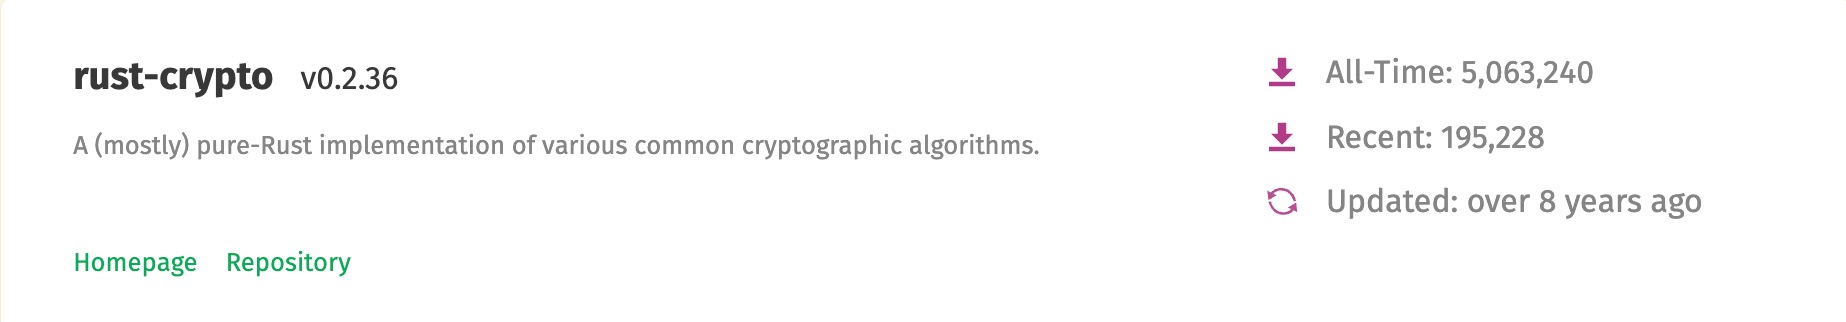 rust-crypto v0.2.36
A (mostly) pure-Rust implementation of various common cryptographic algorithms.
Homepage Repository
All-Time: 5,063,240
Recent: 195,228
Updated: over 8 years ago